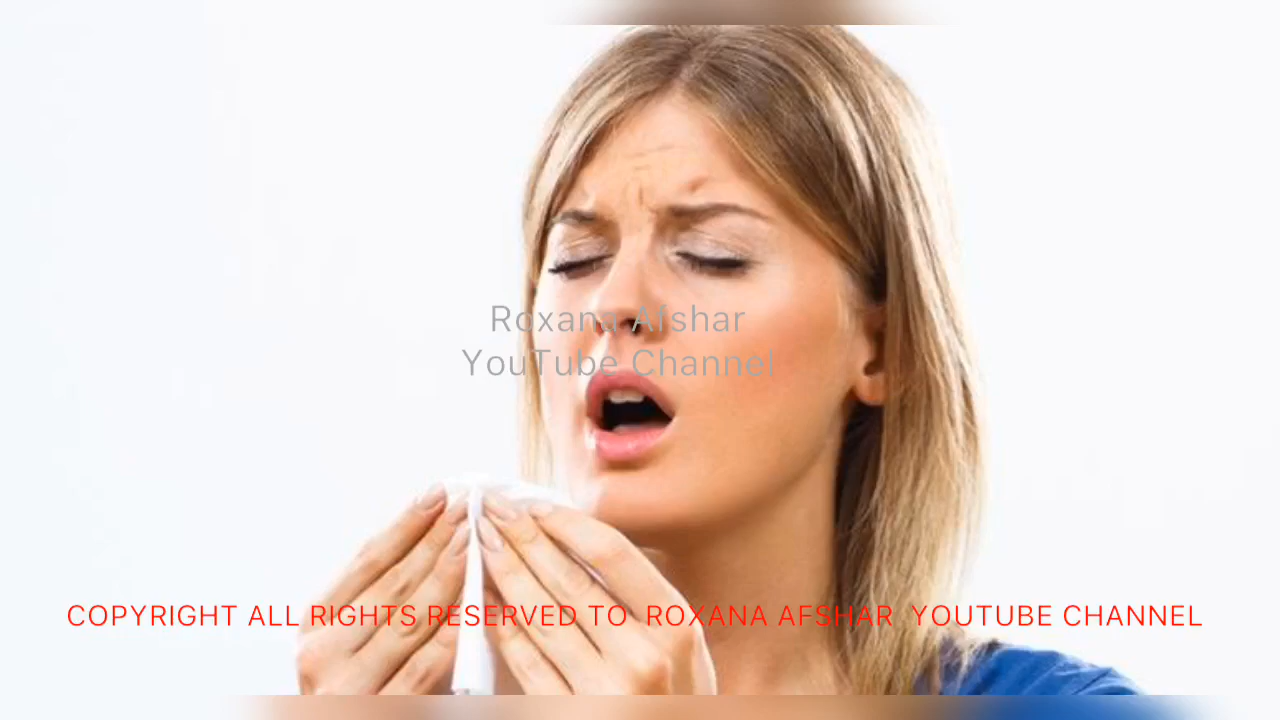 Roxana Afshar
YouTube Channel
COPYRIGHT ALL RIGHTS RESERVED TO ROXANA AFSHAR YOUTUBE CHANNEL